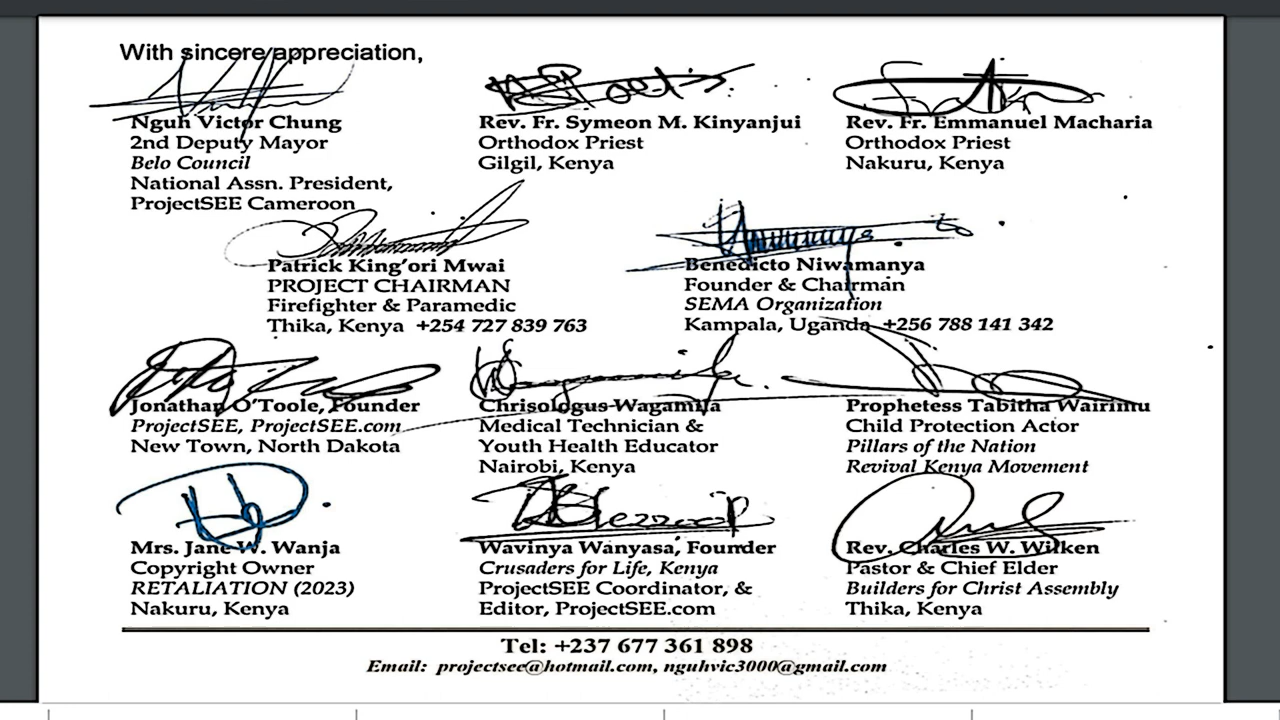 With sincere appreciation,
Nguh Victor Chung
2nd Deputy Mayor
Belo Council
National Assn. President,
ProjectSEE Cameroon
Rev. Fr. Symeon M. Kinyanjui
Orthodox Priest
Gilgil, Kenya
Rev. Fr. Emmanuel Macharia
Orthodox Priest
Nakuru, Kenya
Patrick King'ori Mwai
PROJECT CHAIRMAN
Firefighter & Paramedic
Thika, Kenya +254 727 839 763
Benedicto Niwamanya
Founder & Chairman
SEMA Organization
Kampala, Uganda +256 788 141 342
Jonathan O'Toole, Founder
ProjectSEE, ProjectSEE.com
New Town, North Dakota
Chrisologus Wagamila
Medical Technician &
Youth Health Educator
Nairobi, Kenya
Prophetess Tabitha Wairimu
Child Protection Actor
Pillars of the Nation
Revival Kenya Movement
Mrs. Jane W. Wanja
Copyright Owner
RETALIATION (2023)
Nakuru, Kenya
Wavinya Wanyasa, Founder
Crusaders for Life, Kenya
ProjectSEE Coordinator, &
Editor, ProjectSEE.com
Rev. Charles W. Wilken
Pastor & Chief Elder
Builders for Christ Assembly
Thika, Kenya
Tel: +237 677 361 898
Email: projectsee@hotmail.com, nguhvic3000@gmail.com